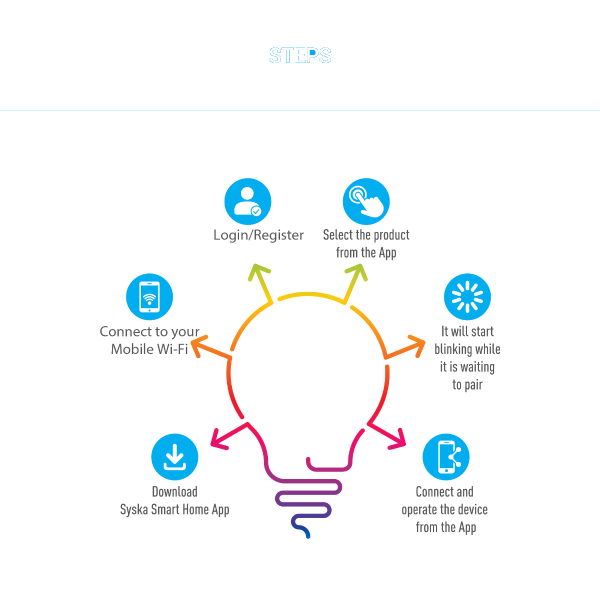 STEPS
Login/Register
Select the product
from the App
Connect to your
Mobile Wi-Fi
It will start
blinking while
it is waiting
to pair
Download
Syska Smart Home App
Connect and
operate the device
from the App